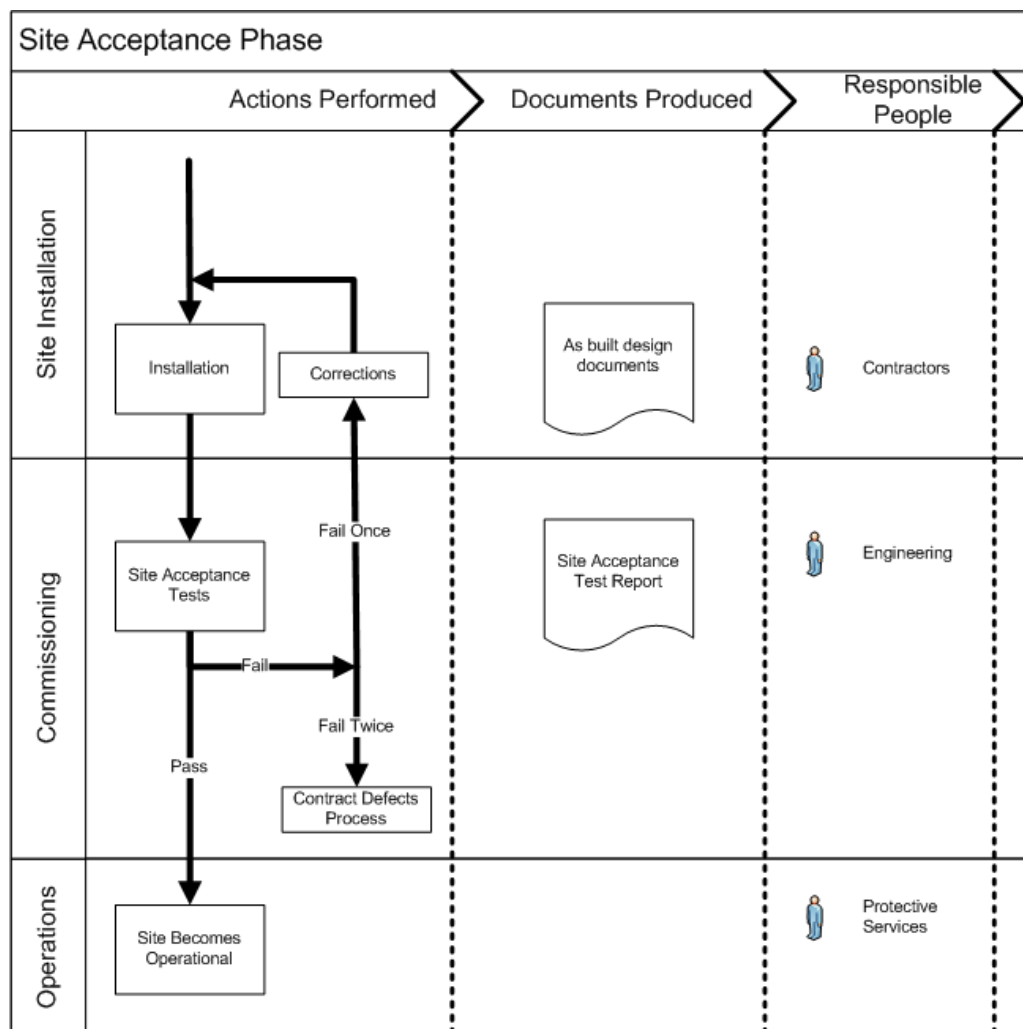 Site Acceptance Phase
Actions Performed
Documents Produced
Responsible
People
Site Installation
Installation
Corrections
As built design
documents
Contractors
Commissioning
Site Acceptance
Tests
Fail Once
Fail
Fail Twice
Pass
Contract Defects
Process
Site Acceptance
Test Report
Engineering
Operations
Site Becomes
Operational
Protective
Services